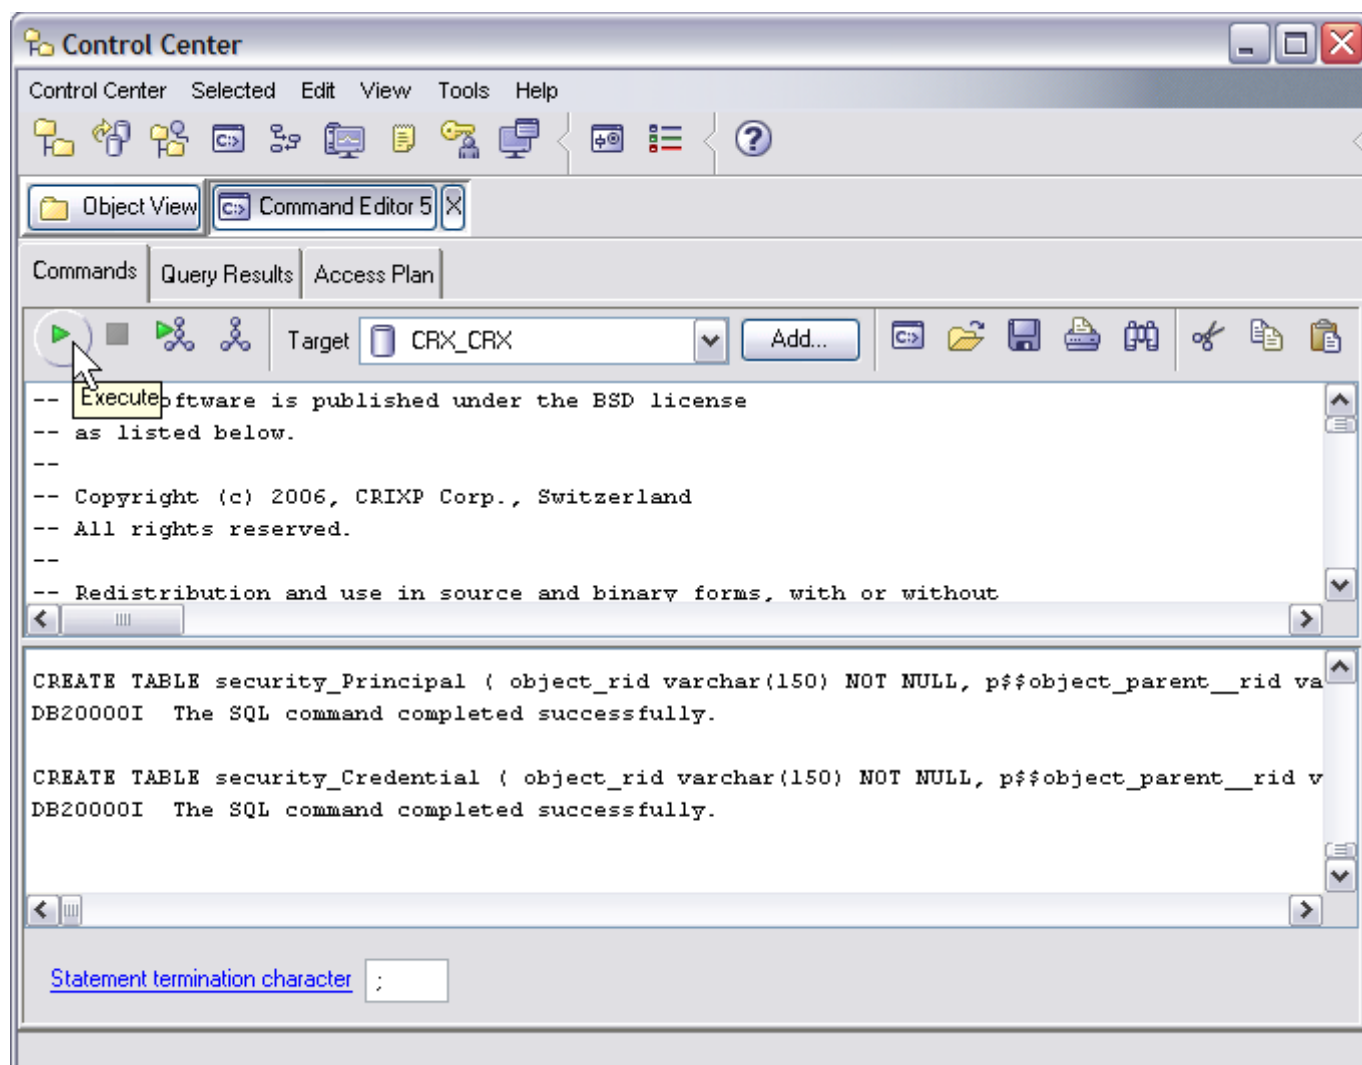 Control Center
Control Center Selected Edit View Tools Help
Object View Command Editor 5
Commands Query Results Access Plan
Target CRX_CRX Add...
Execute
-- oftware is published under the BSD license
-- as listed below.
--
-- Copyright (c) 2006, CRIXP Corp., Switzerland
-- All rights reserved.
--
-- Redistribution and use in source and binary forms, with or without
CREATE TABLE security_Principal ( object_rid varchar(150) NOT NULL, p$$object_parent__rid va
DB20000I The SQL command completed successfully.
CREATE TABLE security_Credential ( object_rid varchar(150) NOT NULL, p$$object_parent__rid v
DB20000I The SQL command completed successfully.
Statement termination character ;